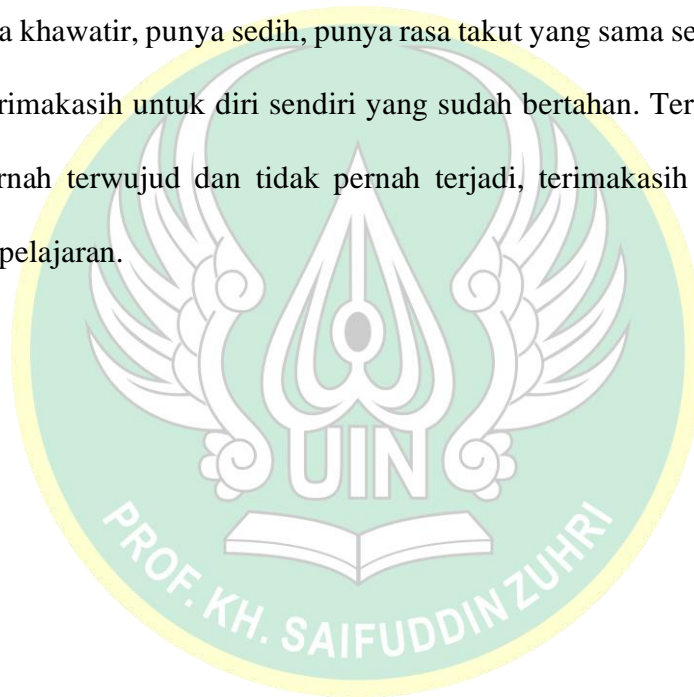 a khawatir, punya sedih, punya rasa takut yang sama se
rimakasih untuk diri sendiri yang sudah bertahan. Ter
rnah terwujud dan tidak pernah terjadi, terimakasih
pelajaran.
UIN
PROF. KH. SAIFUDDIN ZUHRI